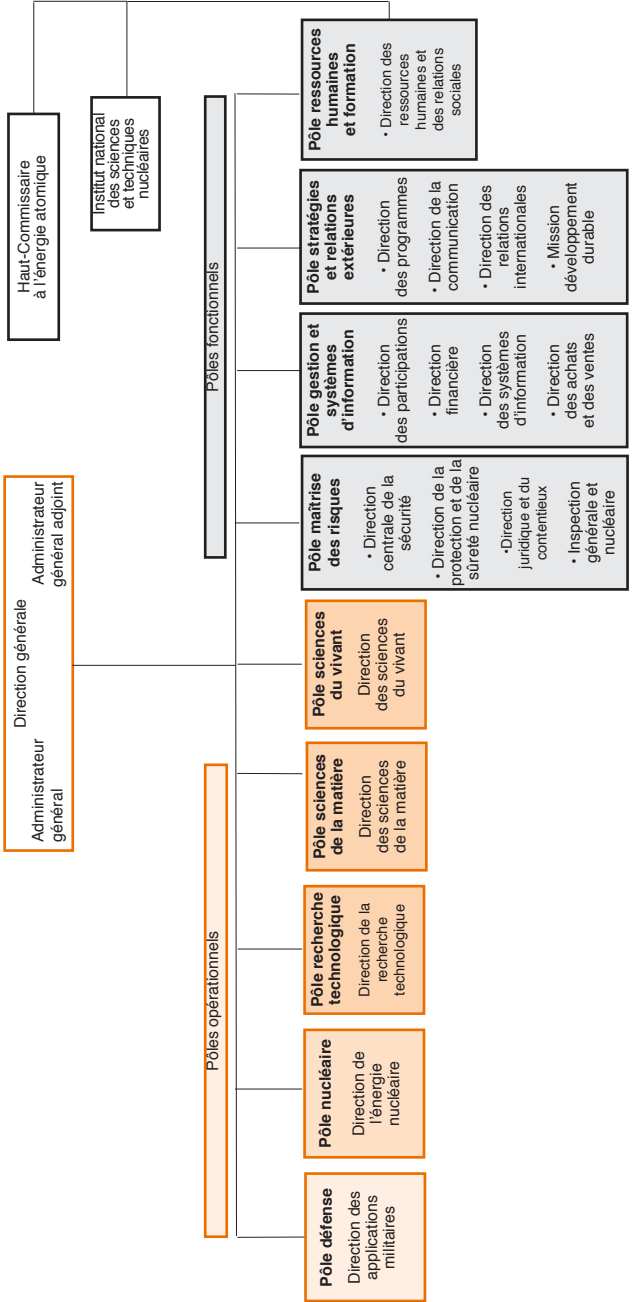 Direction générale
Administrateur
général
Administrateur
général adjoint
Haut-Commissaire
à l'énergie atomique
Institut national
des sciences
et techniques
nucléaires
Pôles opérationnels
Pôles fonctionnels
Pôle défense
Direction des
applications
militaires
Pôle nucléaire
Direction de
l'énergie
nucléaire
Pôle recherche
technologique
Direction de la
recherche
technologique
Pôle sciences
de la matière
Direction
des sciences
de la matière
Pôle sciences
du vivant
Direction
des sciences
du vivant
Pôle maîtrise
des risques
• Direction
centrale de la
sécurité
• Direction de la
protection et de la
sûreté nucléaire
•Direction
juridique et du
contentieux
• Inspection
générale et
nucléaire
Pôle gestion et
systèmes
d'information
• Direction
des participations
• Direction
financière
• Direction
des systèmes
d'information
• Direction
des achats
et des ventes
Pôle stratégies
et relations
extérieures
• Direction
des programmes
• Direction de la
communication
• Direction des
relations
internationales
• Mission
développement
durable
Pôle ressources
humaines
et formation
• Direction des
ressources
humaines et
des relations
sociales